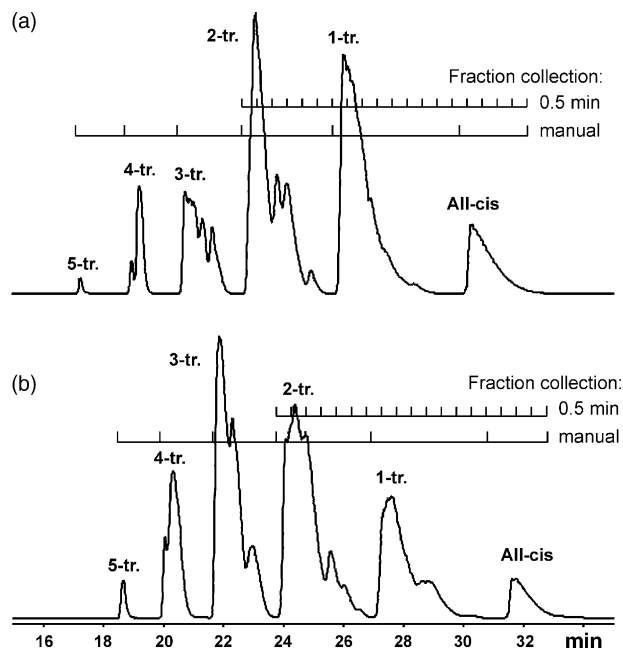 (a)
2-tr.
1-tr.
Fraction collection:
0.5 min
manual
4-tr.
3-tr.
All-cis
5-tr.
(b)
3-tr.
2-tr.
Fraction collection:
0.5 min
manual
4-tr.
1-tr.
5-tr.
All-cis
16 18 20 22 24 26 28 30 32 min